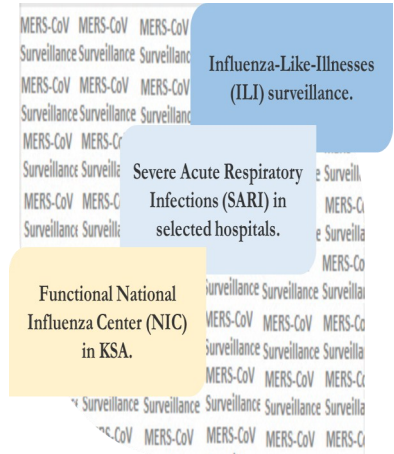 MERS-CoV MERS-CoV MERS-CoV
Surveillance Surveillance
Influenza-Like-Illnesses
(ILI) surveillance.
MERS-CoV MERS-CoV MERS-CoV
Surveillance Surveillance
MERS-CoV
Surveillance
Severe Acute Respiratory
Infections (SARI) in
selected hospitals.
MERS-CoV
Surveillance
Functional National
Influenza Center (NIC)
in KSA.
Surveillance Surveillance
MERS-CoV MERS-CoV
Surveillance Surveillance
MERS-CoV MERS-CoV
Surveillance Surveillance Surveillance Surveillance
MERS-CoV MERS-CoV MERS-CoV